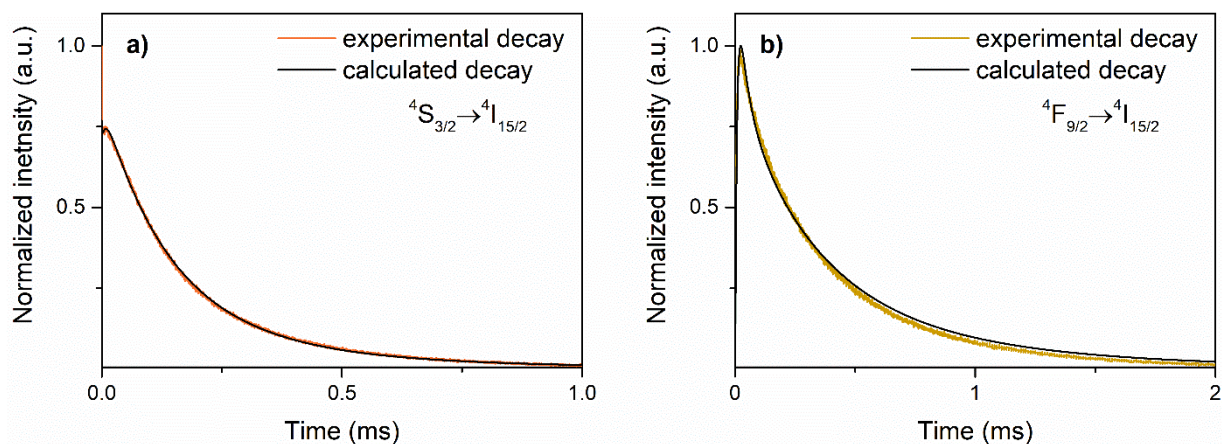 a)
experimental decay
calculated decay
⁴S₃/₂→⁴I₁₅/₂
Normalized inetnsity (a.u.)
1.0
0.5
0.0
0.5
1.0
Time (ms)
b)
experimental decay
calculated decay
⁴F₉/₂→⁴I₁₅/₂
Normalized intensity (a.u.)
1.0
0.5
0
1
2
Time (ms)